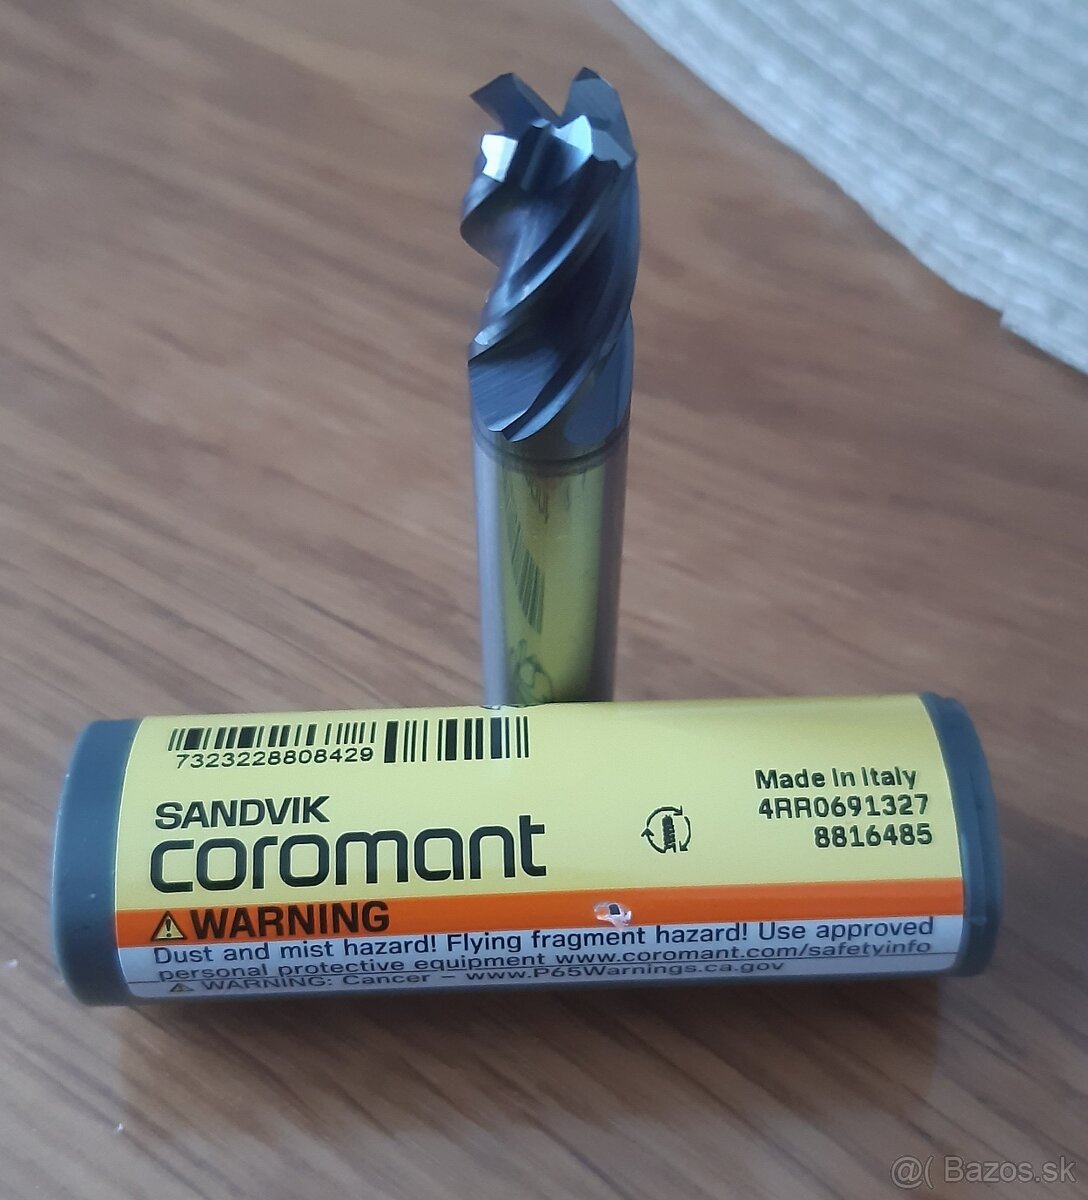 7323228808429
SANDVIK
coromant
Made in Italy
4RR0691327
8816485
WARNING
Dust and mist hazard! Flying fragment hazard! Use approved
personal protective equipment www.coromant.com/safetyinfo
WARNING: Cancer – www.P65Warnings.ca.gov
@( Bazos.sk